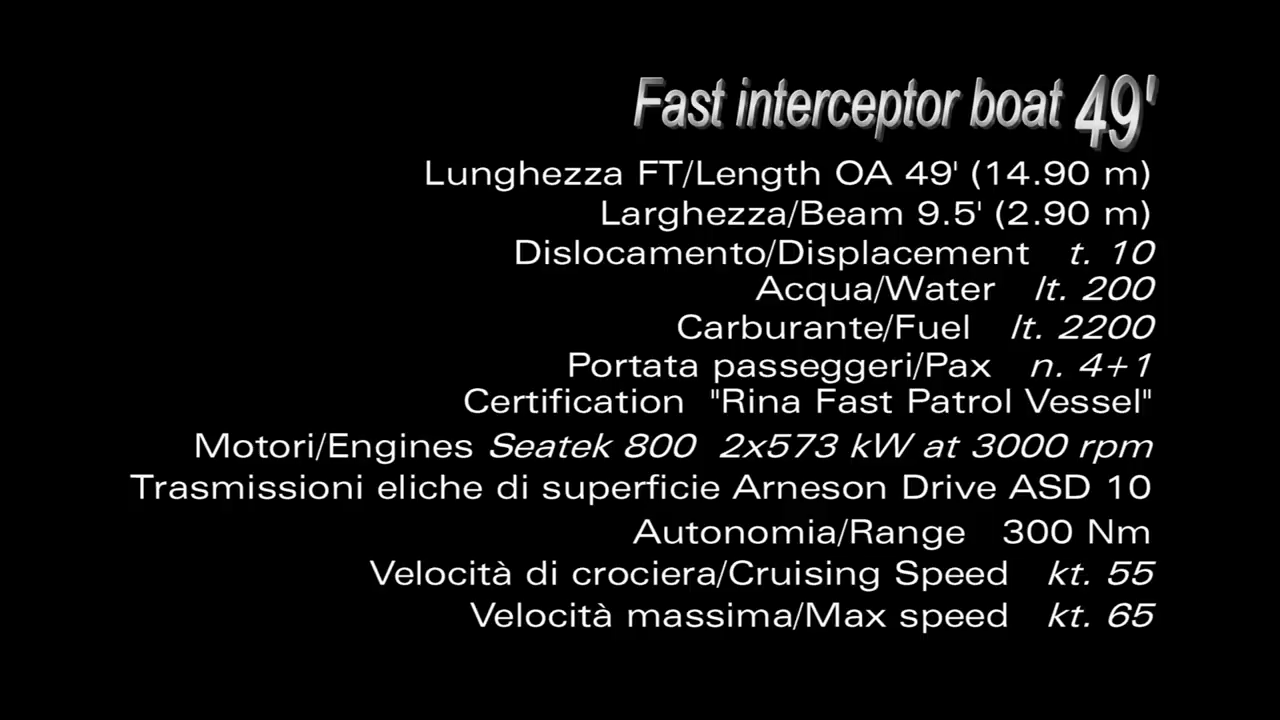 Fast interceptor boat 49'
Lunghezza FT/Length OA 49' (14.90 m)
Larghezza/Beam 9.5' (2.90 m)
Dislocamento/Displacement t. 10
Acqua/Water lt. 200
Carburante/Fuel lt. 2200
Portata passeggeri/Pax n. 4+1
Certification "Rina Fast Patrol Vessel"
Motori/Engines Seatek 800 2x573 kW at 3000 rpm
Trasmissioni eliche di superficie Arneson Drive ASD 10
Autonomia/Range 300 Nm
Velocità di crociera/Cruising Speed kt. 55
Velocità massima/Max speed kt. 65